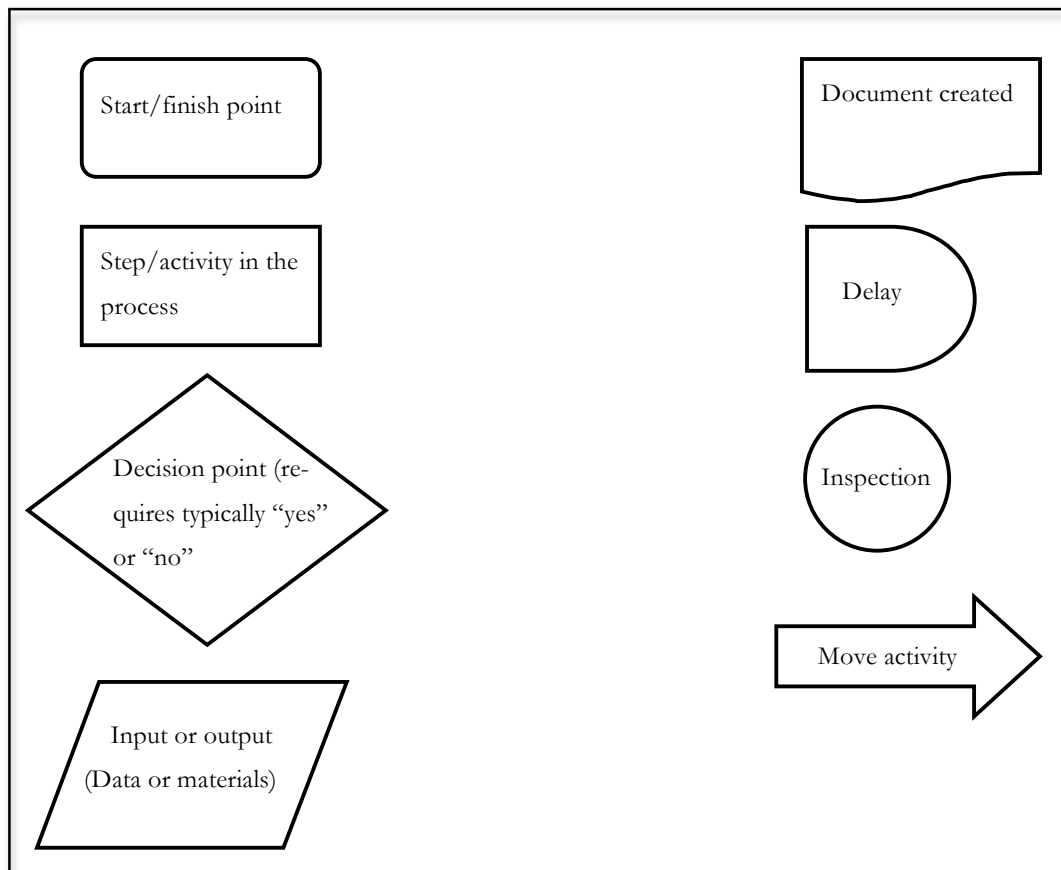 Start/finish point
Step/activity in the
process
Decision point (re-
quires typically “yes”
or “no”
Input or output
(Data or materials)
Document created
Delay
Inspection
Move activity